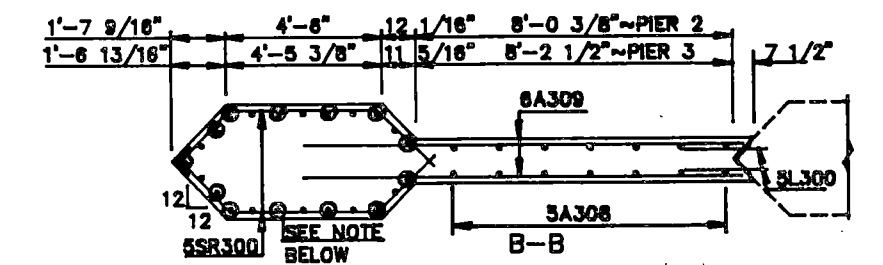 1'-7 9/16" 4'-6" 12 1/16" 8'-0 3/8"~PIER 2
1'-6 13/16" 4'-5 3/8" 11 5/16" 8'-2 1/2"~PIER 3 7 1/2"
6A309
12
12
5L300
5SR300
SEE NOTE
BELOW
5A308
B-B